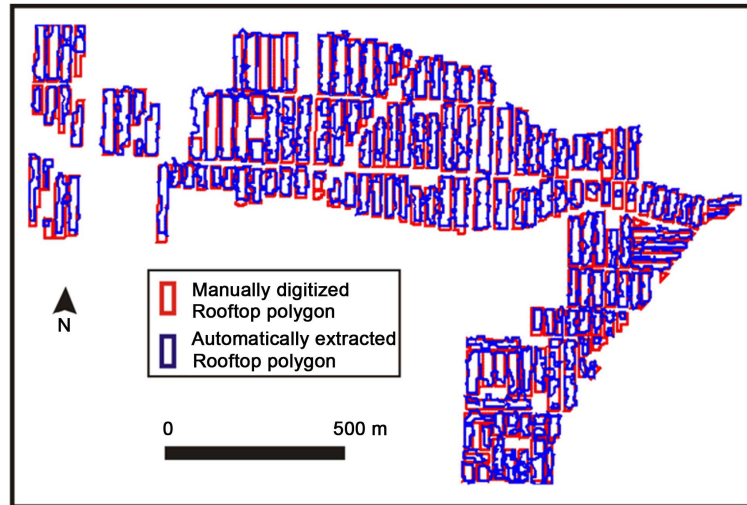 N
Manually digitized
Rooftop polygon
Automatically extracted
Rooftop polygon
0 500 m